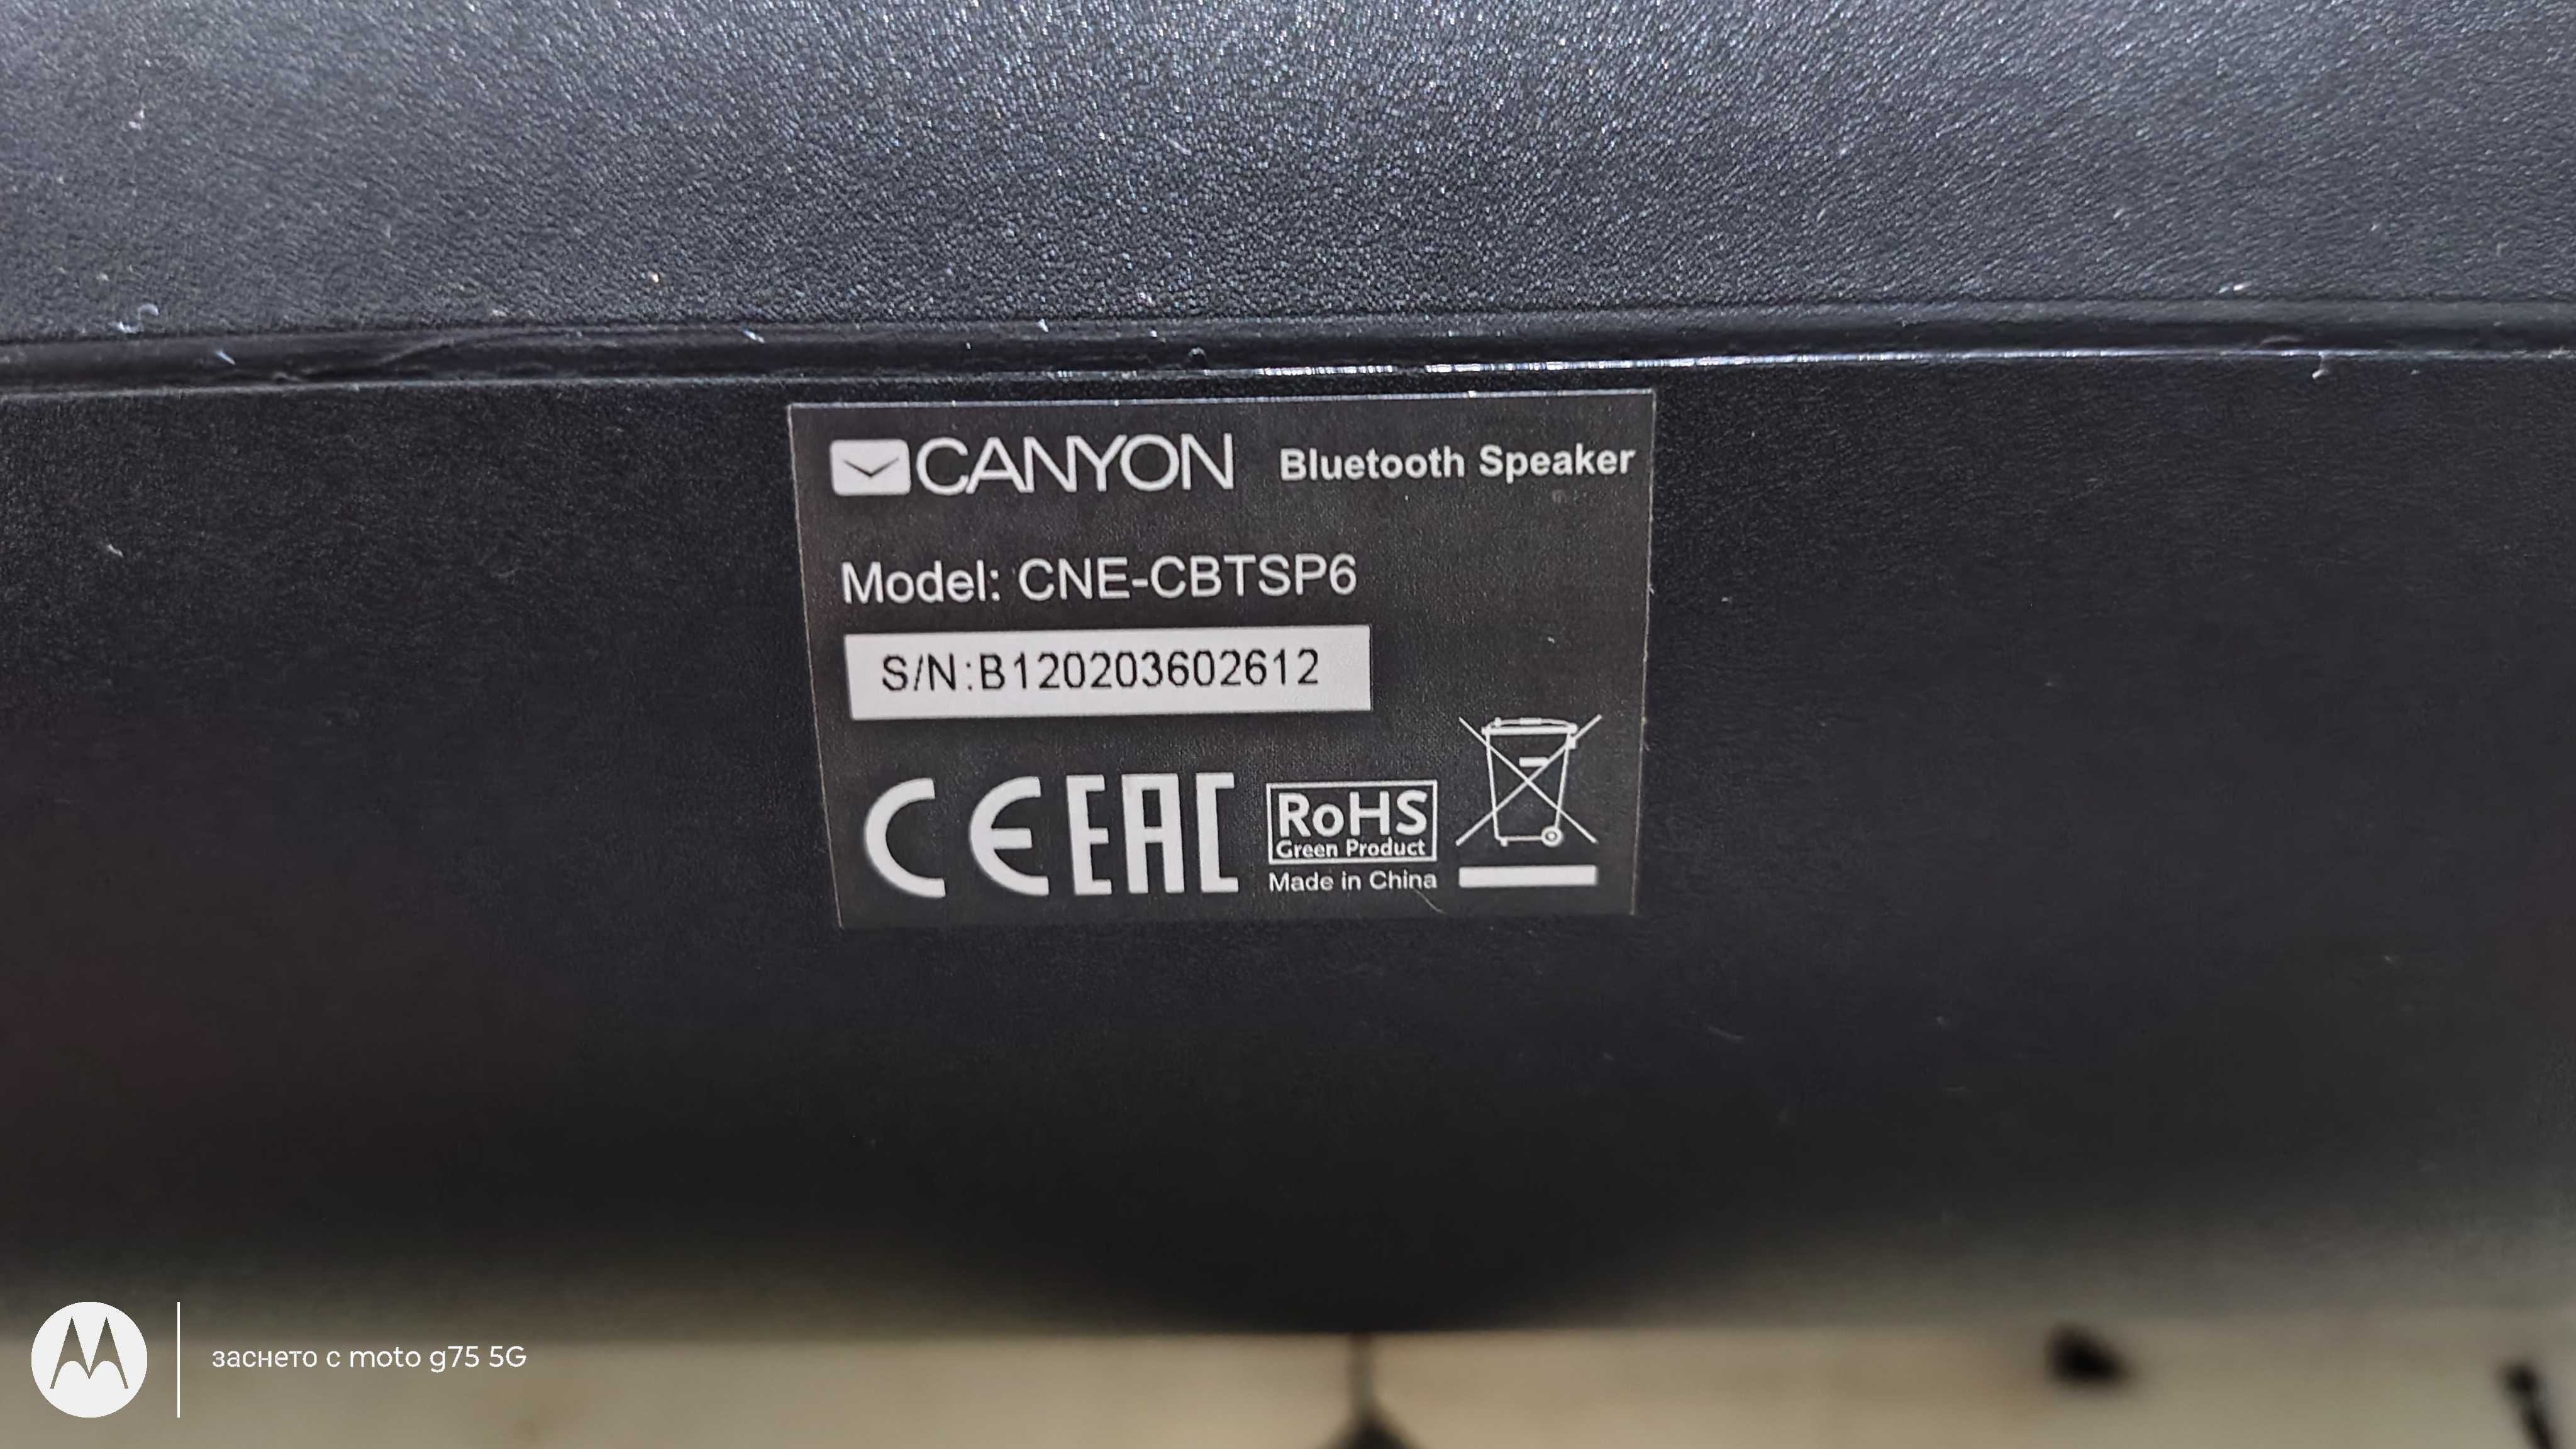 CANYON Bluetooth Speaker
Model: CNE-CBTSP6
S/N:B120203602612
CE EAC RoHS
Green Product
Made in China
заснето с moto g75 5G